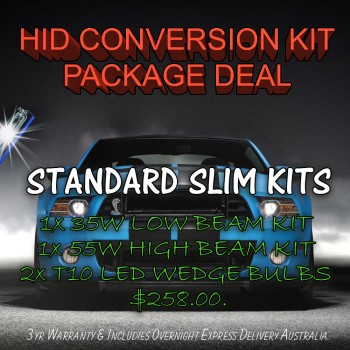 HID CONVERSION KIT
PACKAGE DEAL
STANDARD SLIM KITS
1x 35W LOW BEAM KIT
1x 55W HIGH BEAM KIT
2x T10 LED WEDGE BULBS
$258.00.
3YR WARRANTY & INCLUDES OVERNIGHT EXPRESS DELIVERY AUSTRALIA.